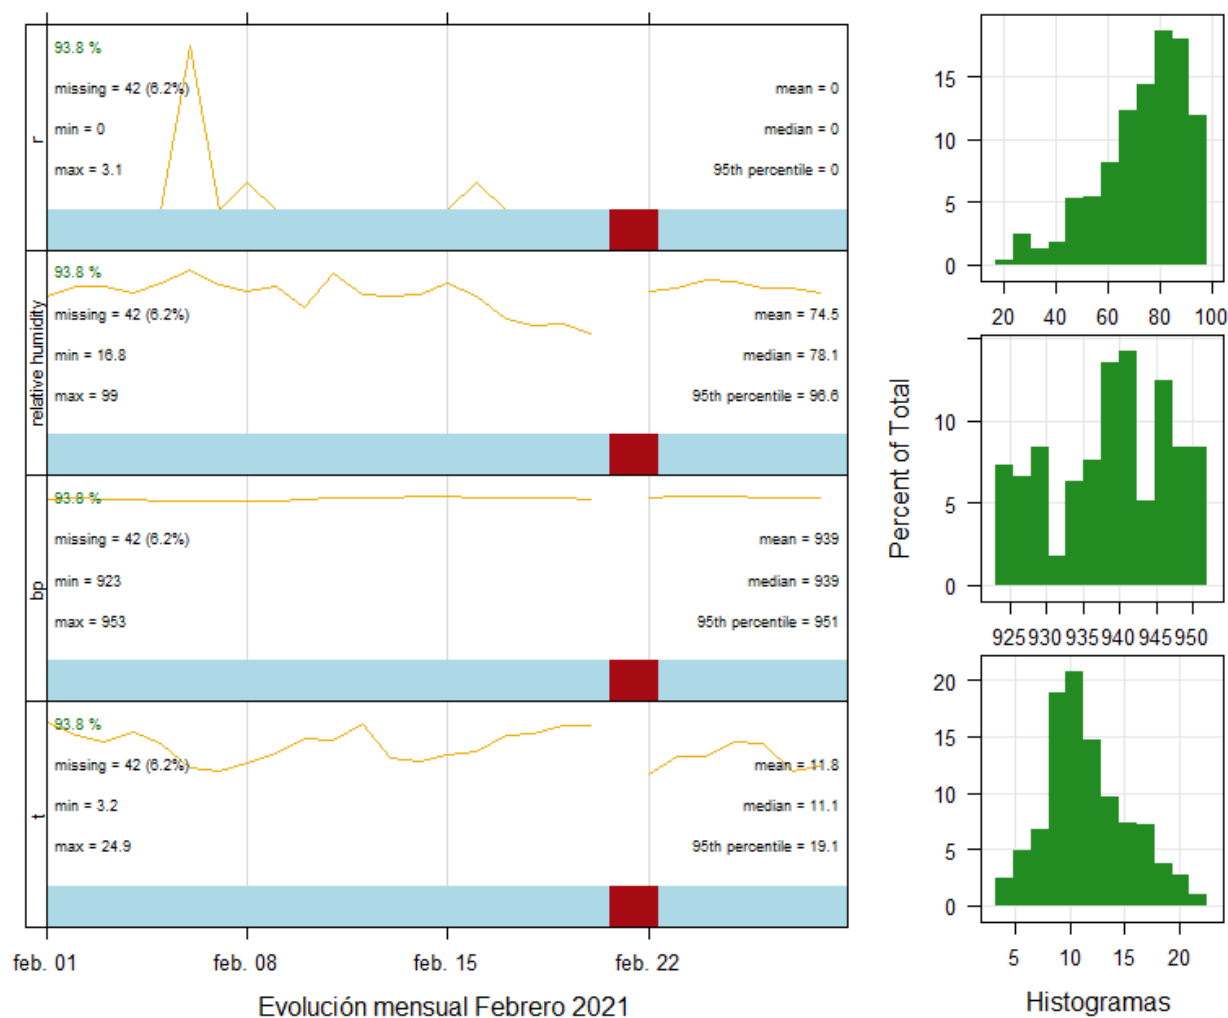 93.8 %
missing = 42 (6.2%)
mean = 0
min = 0
median = 0
max = 3.1
95th percentile = 0
r
93.8 %
missing = 42 (6.2%)
mean = 74.5
min = 16.8
median = 78.1
max = 99
95th percentile = 96.6
relative humidity
93.8 %
missing = 42 (6.2%)
mean = 939
min = 923
median = 939
max = 953
95th percentile = 951
bp
93.8 %
missing = 42 (6.2%)
mean = 11.8
min = 3.2
median = 11.1
max = 24.9
95th percentile = 19.1
t
feb. 01 feb. 08 feb. 15 feb. 22
Evolución mensual Febrero 2021
15
10
5
0
20 40 60 80 100
Percent of Total
10
5
0
925 930 935 940 945 950
20
15
10
5
0
5 10 15 20
Histogramas